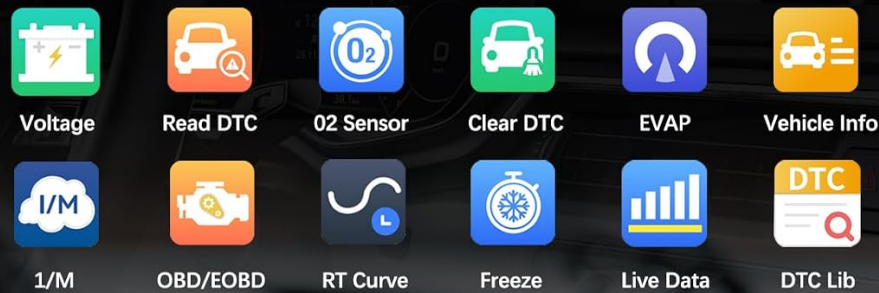 O2
Voltage
Read DTC
02 Sensor
Clear DTC
EVAP
Vehicle Info
I/M
DTC
1/M
OBD/EOBD
RT Curve
Freeze
Live Data
DTC Lib